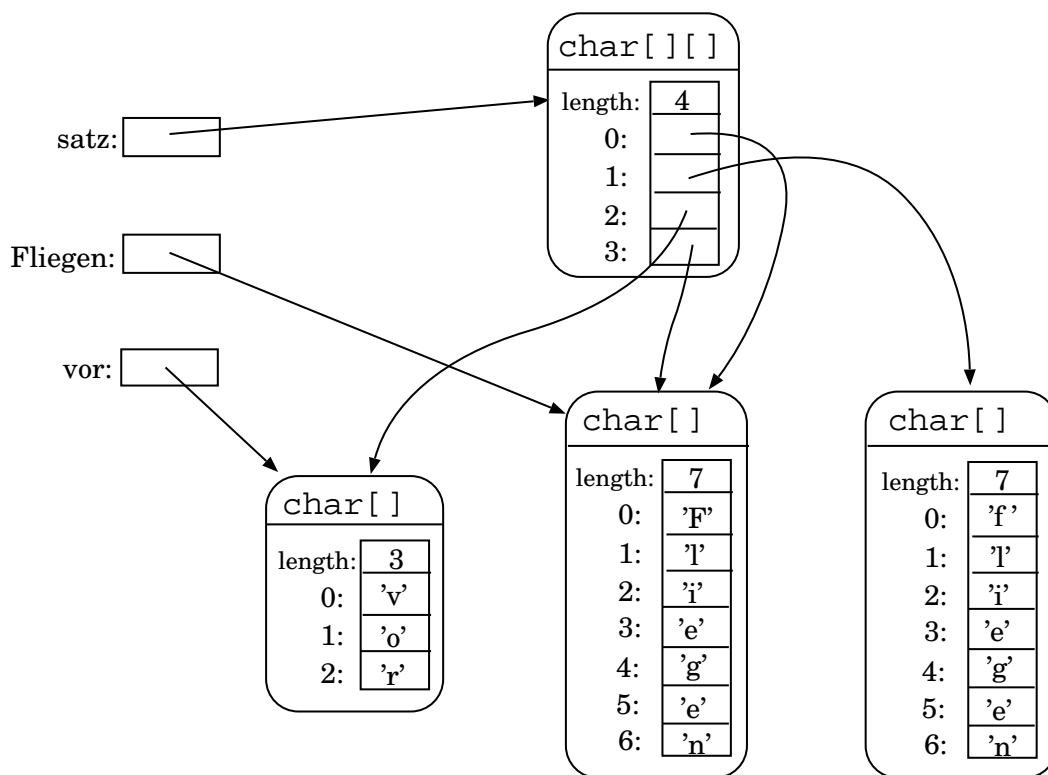 char[][]
length: 4
0:
1:
2:
3:
satz:
Fliegen:
vor:
char[]
length: 3
0: 'v'
1: 'o'
2: 'r'
char[]
length: 7
0: 'F'
1: 'l'
2: 'i'
3: 'e'
4: 'g'
5: 'e'
6: 'n'
char[]
length: 7
0: 'f'
1: 'l'
2: 'i'
3: 'e'
4: 'g'
5: 'e'
6: 'n'